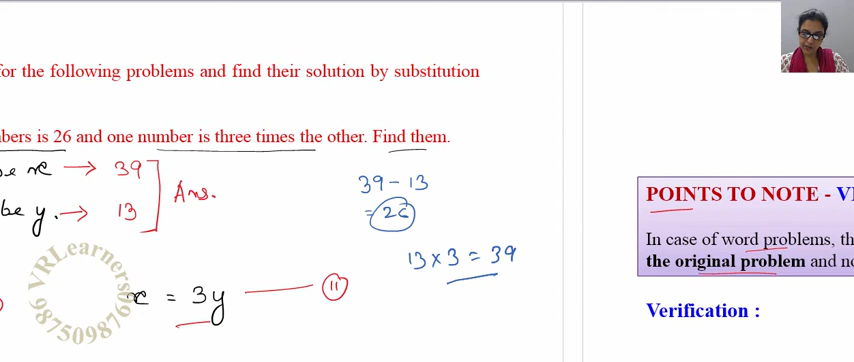 for the following problems and find their solution by substitution
bers is 26 and one number is three times the other. Find them.
be x → 39
be y. → 13
Ans.
39 - 13
= 26
13 × 3 = 39
x = 3y
11
VRLearners
POINTS TO NOTE - V
In case of word problems, th
the original problem and no
Verification :